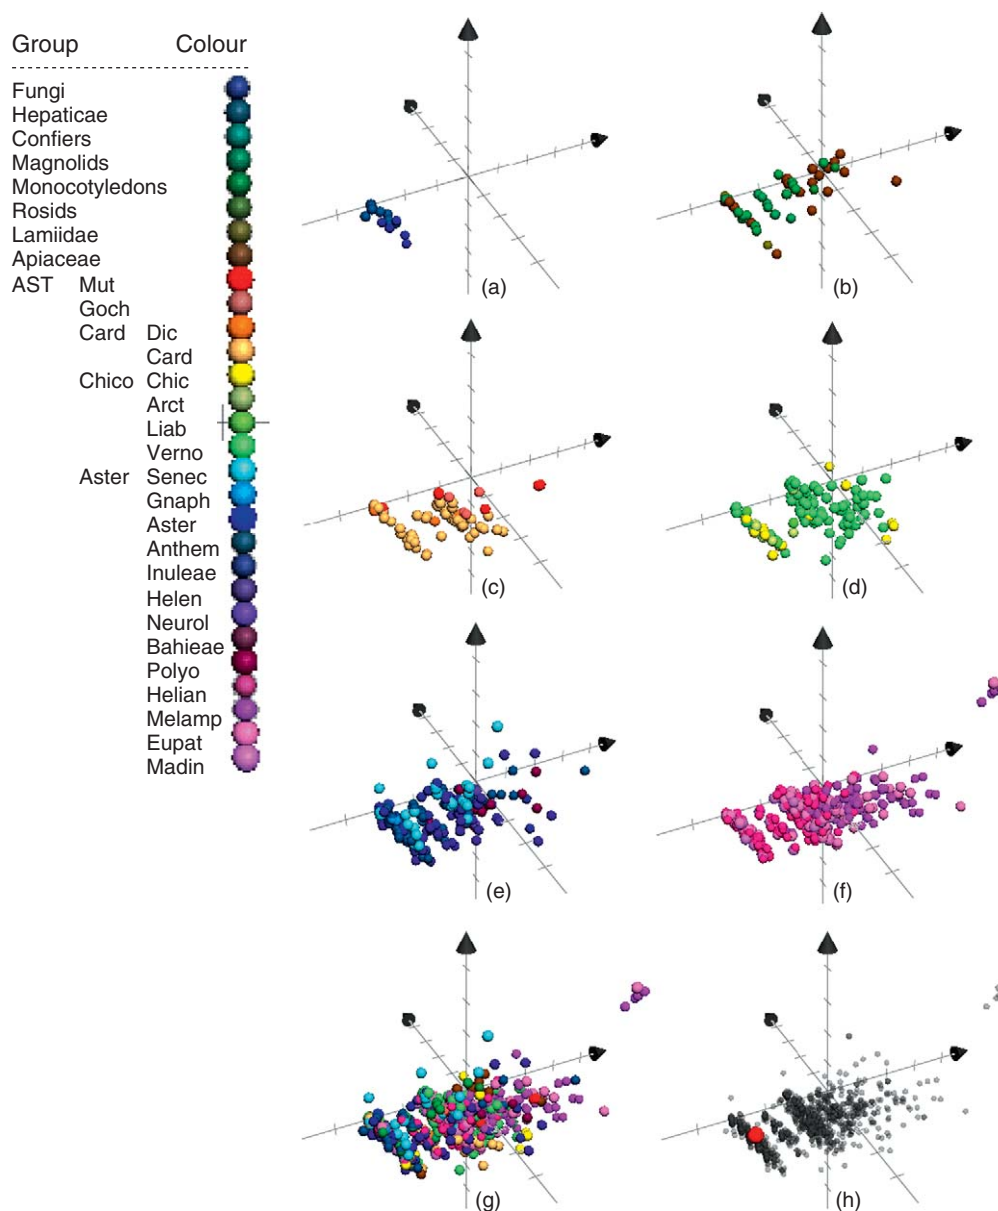 Group Colour
Fungi
Hepaticae
Confiers
Magnolids
Monocotyledons
Rosids
Lamiidae
Apiaceae
AST Mut
Goch
Card Dic
Card
Chico Chic
Arct
Liab
Verno
Aster Senec
Gnaph
Aster
Anthem
Inuleae
Helen
Neurol
Bahieae
Polyo
Helian
Melamp
Eupat
Madin
(a)
(b)
(c)
(d)
(e)
(f)
(g)
(h)